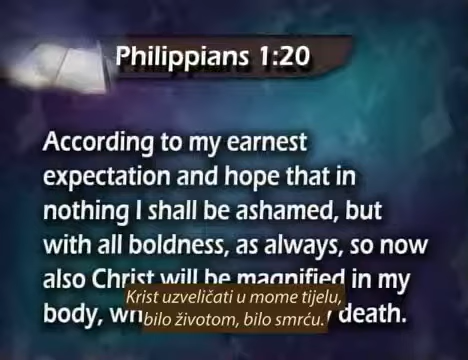 Philippians 1:20
According to my earnest
expectation and hope that in
nothing I shall be ashamed, but
with all boldness, as always, so now
also Christ will be magnified in my
body, death.
Krist uzveličati u mome tijelu,
bilo životom, bilo smrću.